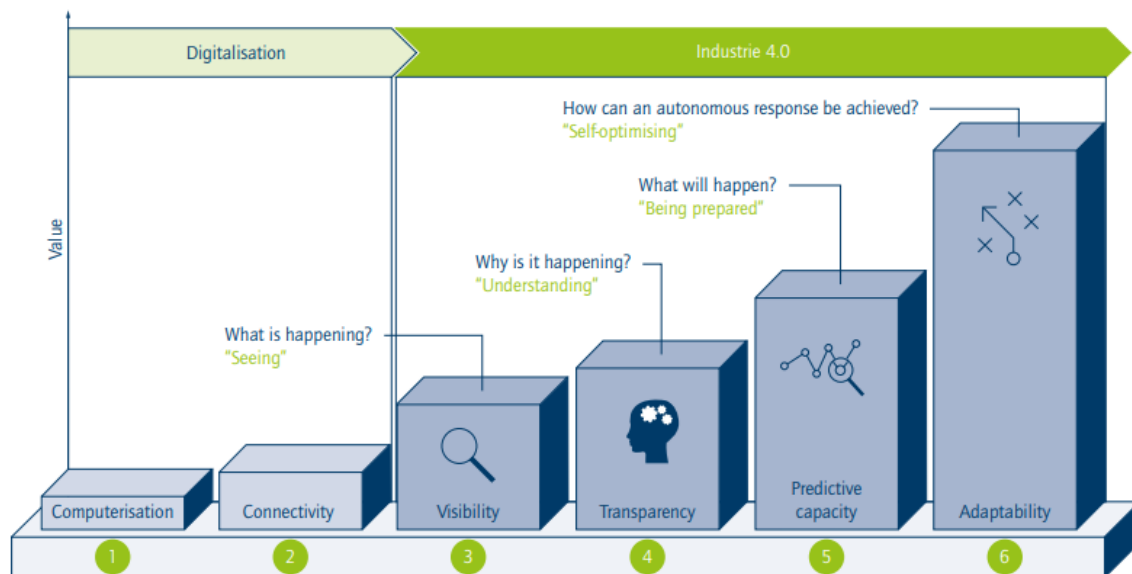 Digitalisation
Industrie 4.0
How can an autonomous response be achieved?
“Self-optimising”
What will happen?
“Being prepared”
Why is it happening?
“Understanding”
What is happening?
“Seeing”
Value
Computerisation
Connectivity
Visibility
Transparency
Predictive
capacity
Adaptability
1
2
3
4
5
6